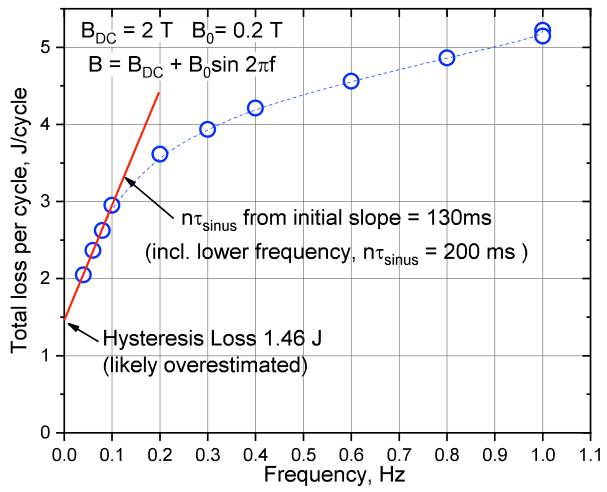 B_DC = 2 T B_0= 0.2 T
B = B_DC + B_0sin 2πf
nτ_sinus from initial slope = 130ms
(incl. lower frequency, nτ_sinus = 200 ms )
Hysteresis Loss 1.46 J
(likely overestimated)
Total loss per cycle, J/cycle
5
4
3
2
1
0
0.0 0.1 0.2 0.3 0.4 0.5 0.6 0.7 0.8 0.9 1.0 1.1
Frequency, Hz